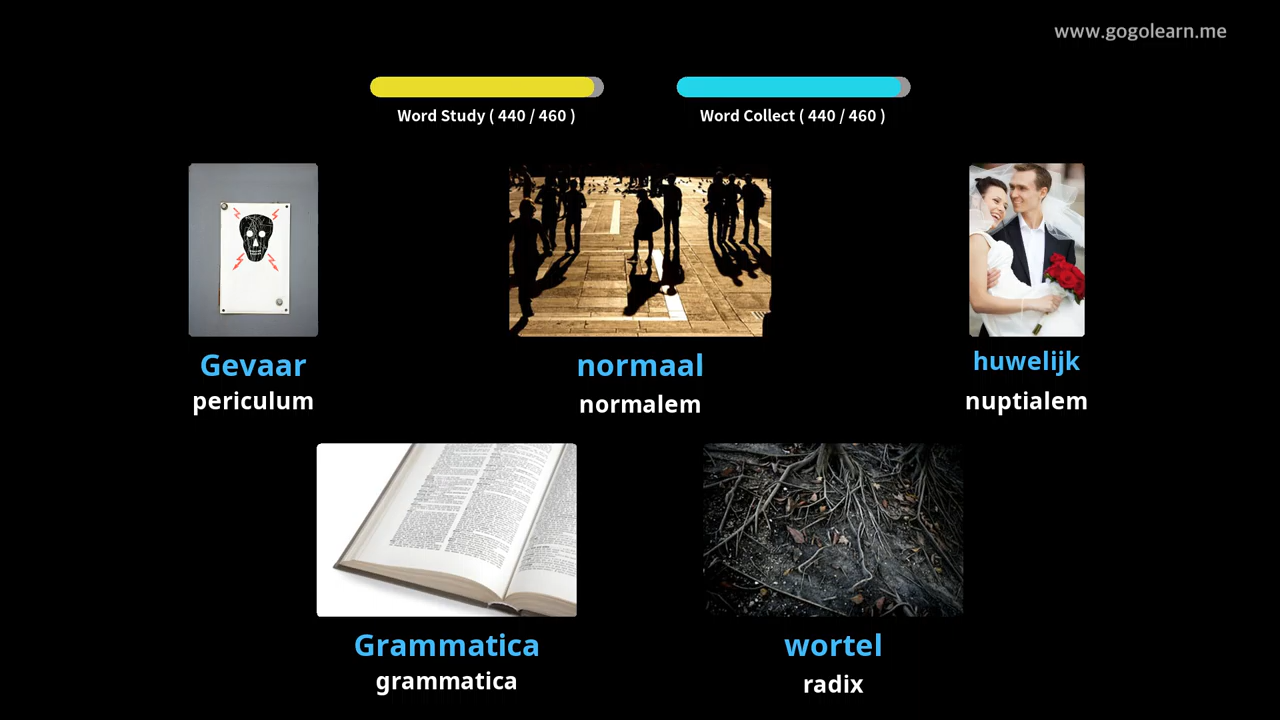 www.gogolearn.me
Word Study ( 440 / 460 )
Word Collect ( 440 / 460 )
Gevaar
periculum
normaal
normalem
huwelijk
nuptialem
Grammatica
grammatica
wortel
radix